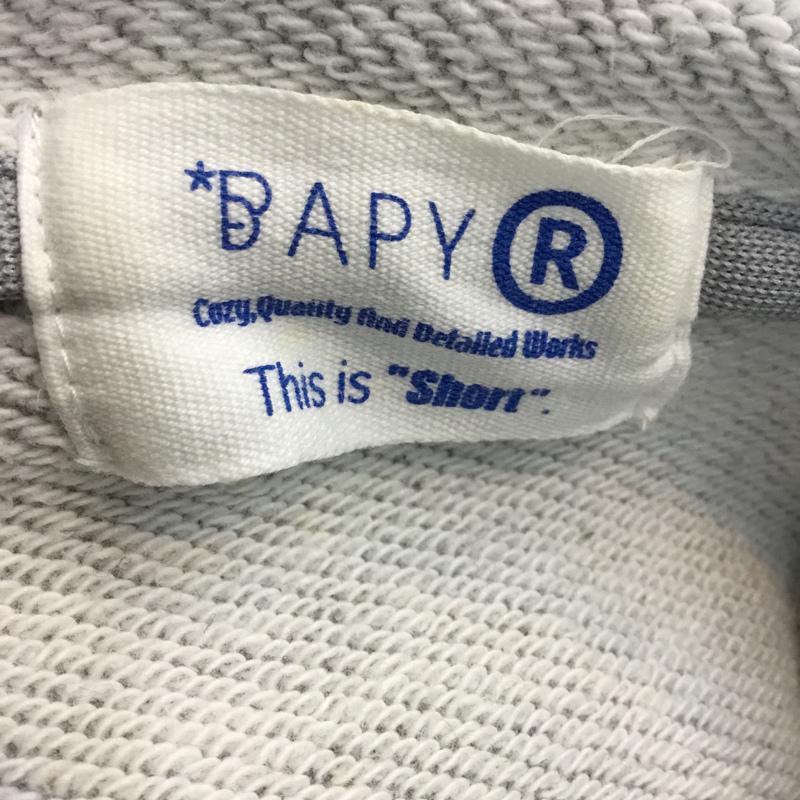 *BAPY®
Cozy,Quality And Detailed Works
This is "Short".